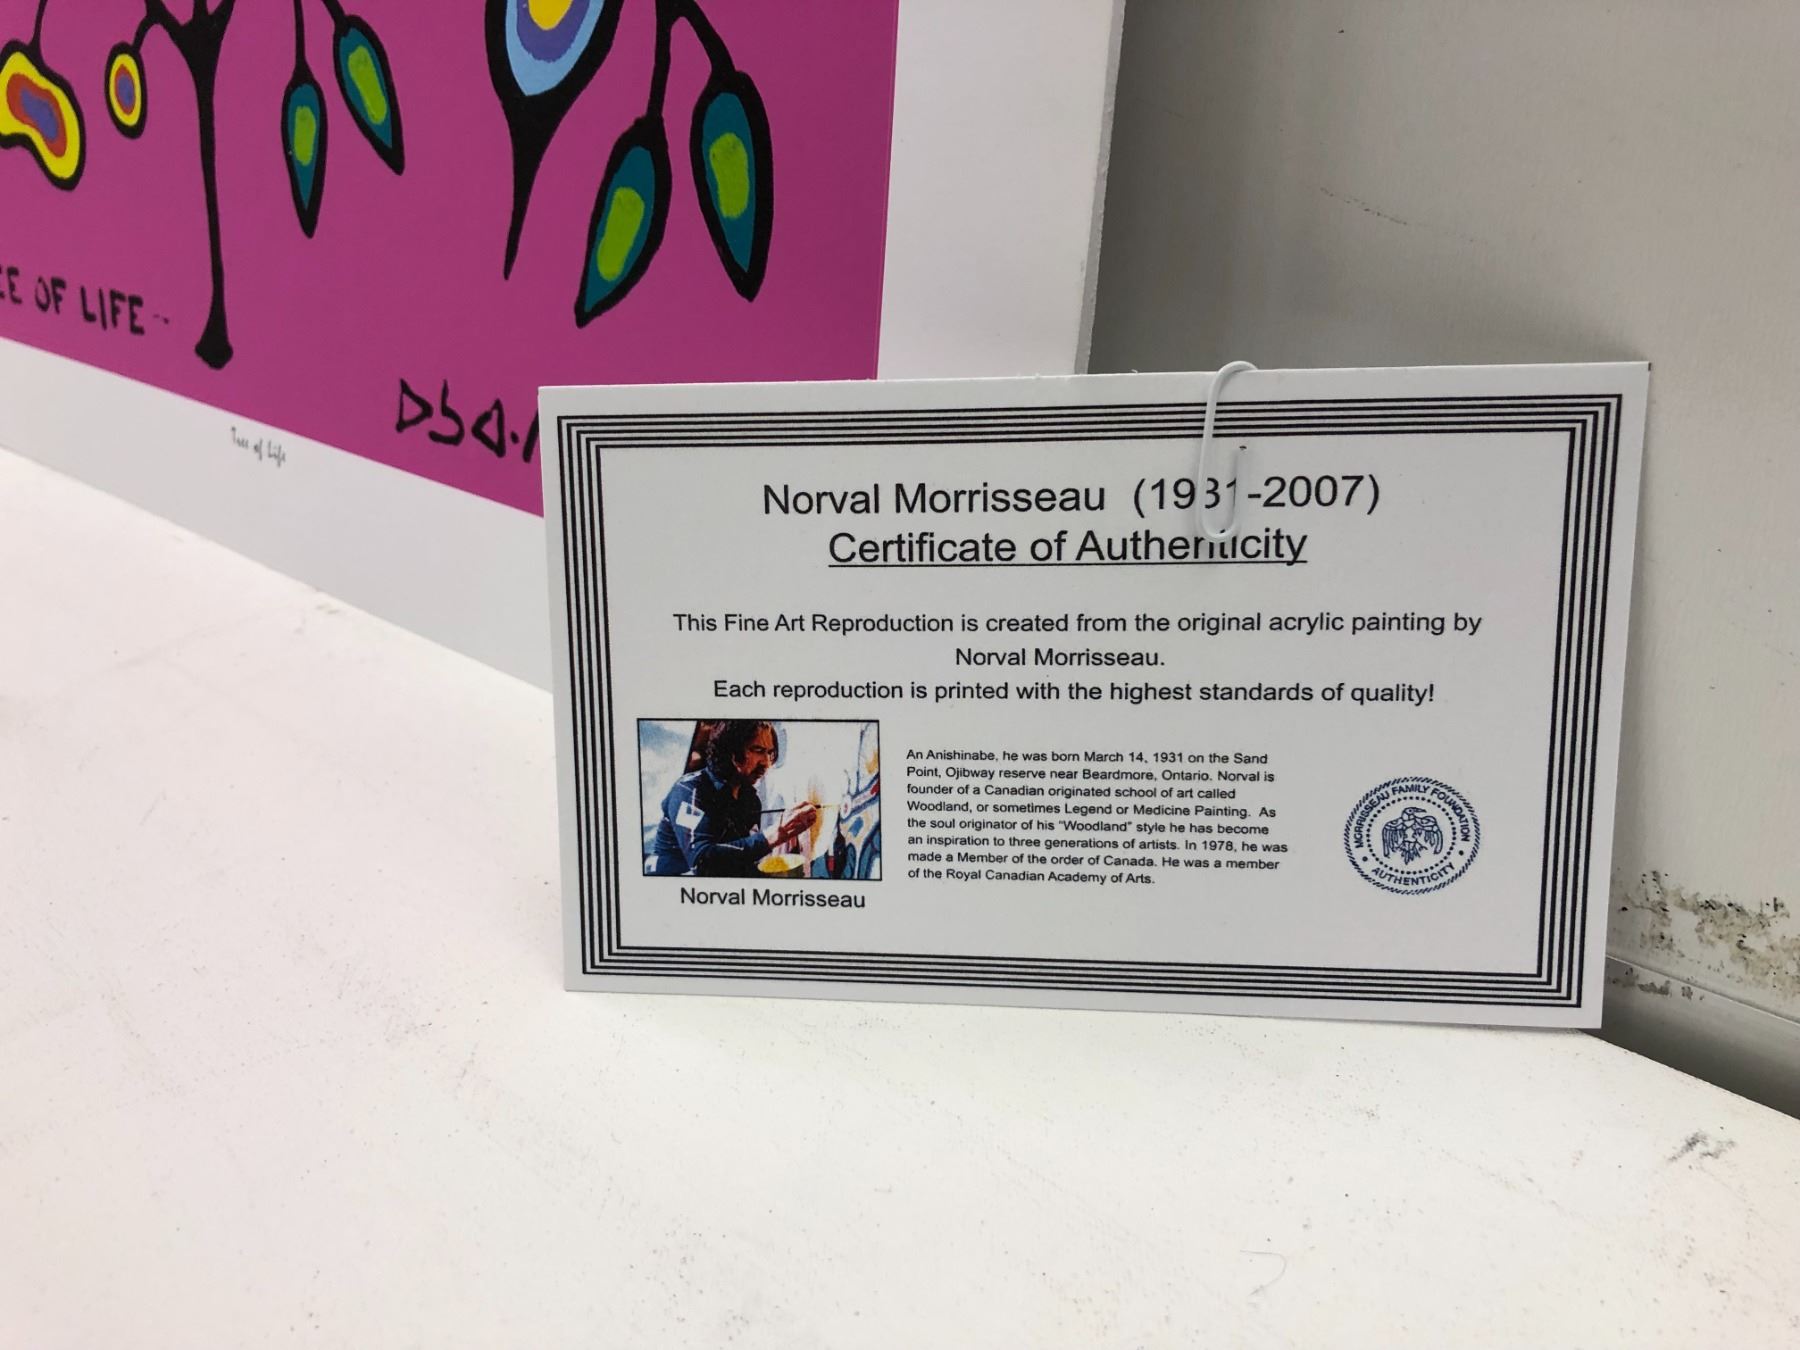 EE OF LIFE--
Tree of Life
ᐅᓴᐊ·
Norval Morrisseau (1931-2007)
Certificate of Authenticity
This Fine Art Reproduction is created from the original acrylic painting by
Norval Morrisseau.
Each reproduction is printed with the highest standards of quality!
An Anishinabe, he was born March 14, 1931 on the Sand
Point, Ojibway reserve near Beardmore, Ontario. Norval is
founder of a Canadian originated school of art called
Woodland, or sometimes Legend or Medicine Painting. As
the soul originator of his "Woodland" style he has become
an inspiration to three generations of artists. In 1978, he was
made a Member of the order of Canada. He was a member
of the Royal Canadian Academy of Arts.
Norval Morrisseau
MORRISSEAU FAMILY FOUNDATION
AUTHENTICITY